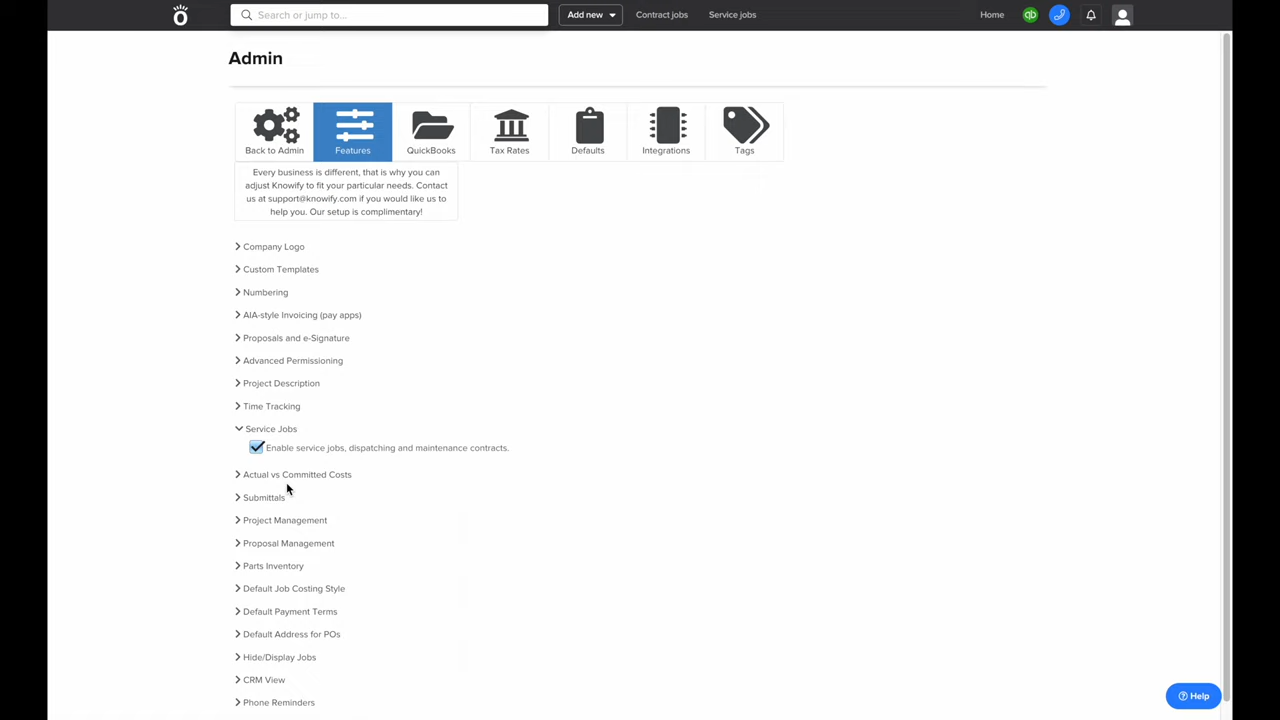 Search or jump to...
Add new
Contract jobs
Service jobs
Home
qb
Admin
Back to Admin
Features
QuickBooks
Tax Rates
Defaults
Integrations
Tags
Every business is different, that is why you can
adjust Knowify to fit your particular needs. Contact
us at support@knowify.com if you would like us to
help you. Our setup is complimentary!
Company Logo
Custom Templates
Numbering
AIA-style Invoicing (pay apps)
Proposals and e-Signature
Advanced Permissioning
Project Description
Time Tracking
Service Jobs
Enable service jobs, dispatching and maintenance contracts.
Actual vs Committed Costs
Submittals
Project Management
Proposal Management
Parts Inventory
Default Job Costing Style
Default Payment Terms
Default Address for POs
Hide/Display Jobs
CRM View
Phone Reminders
Help